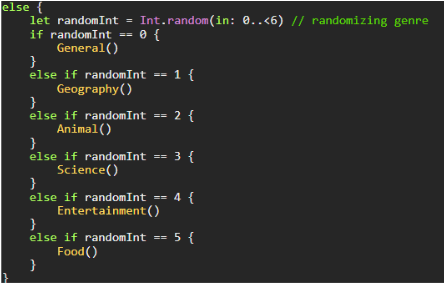 else {
    let randomInt = Int.random(in: 0..<6) // randomizing genre
    if randomInt == 0 {
        General()
    }
    else if randomInt == 1 {
        Geography()
    }
    else if randomInt == 2 {
        Animal()
    }
    else if randomInt == 3 {
        Science()
    }
    else if randomInt == 4 {
        Entertainment()
    }
    else if randomInt == 5 {
        Food()
    }
}